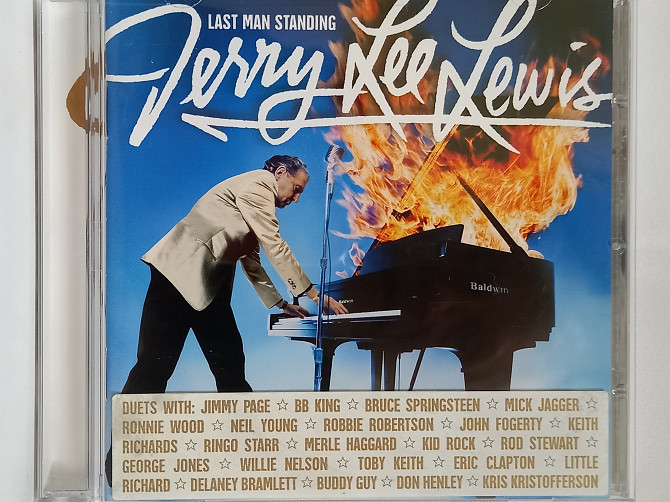 LAST MAN STANDING
Jerry Lee Lewis
Baldwin
Baldwin
DUETS WITH: JIMMY PAGE ☆ BB KING ☆ BRUCE SPRINGSTEEN ☆ MICK JAGGER ☆
RONNIE WOOD ☆ NEIL YOUNG ☆ ROBBIE ROBERTSON ☆ JOHN FOGERTY ☆ KEITH
RICHARDS ☆ RINGO STARR ☆ MERLE HAGGARD ☆ KID ROCK ☆ ROD STEWART ☆
GEORGE JONES ☆ WILLIE NELSON ☆ TOBY KEITH ☆ ERIC CLAPTON ☆ LITTLE
RICHARD ☆ DELANEY BRAMLETT ☆ BUDDY GUY ☆ DON HENLEY ☆ KRIS KRISTOFFERSON